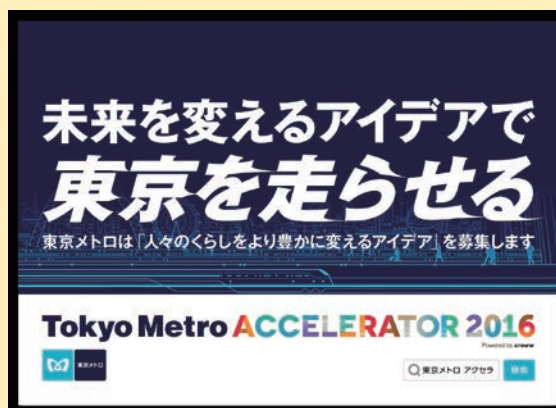 未来を変えるアイデアで
東京を走らせる
東京メトロは「人々のくらしをより豊かに変えるアイデア」を募集します
Tokyo Metro ACCELERATOR 2016
Powered by creww
東京メトロ
東京メトロ アクセラ 検索